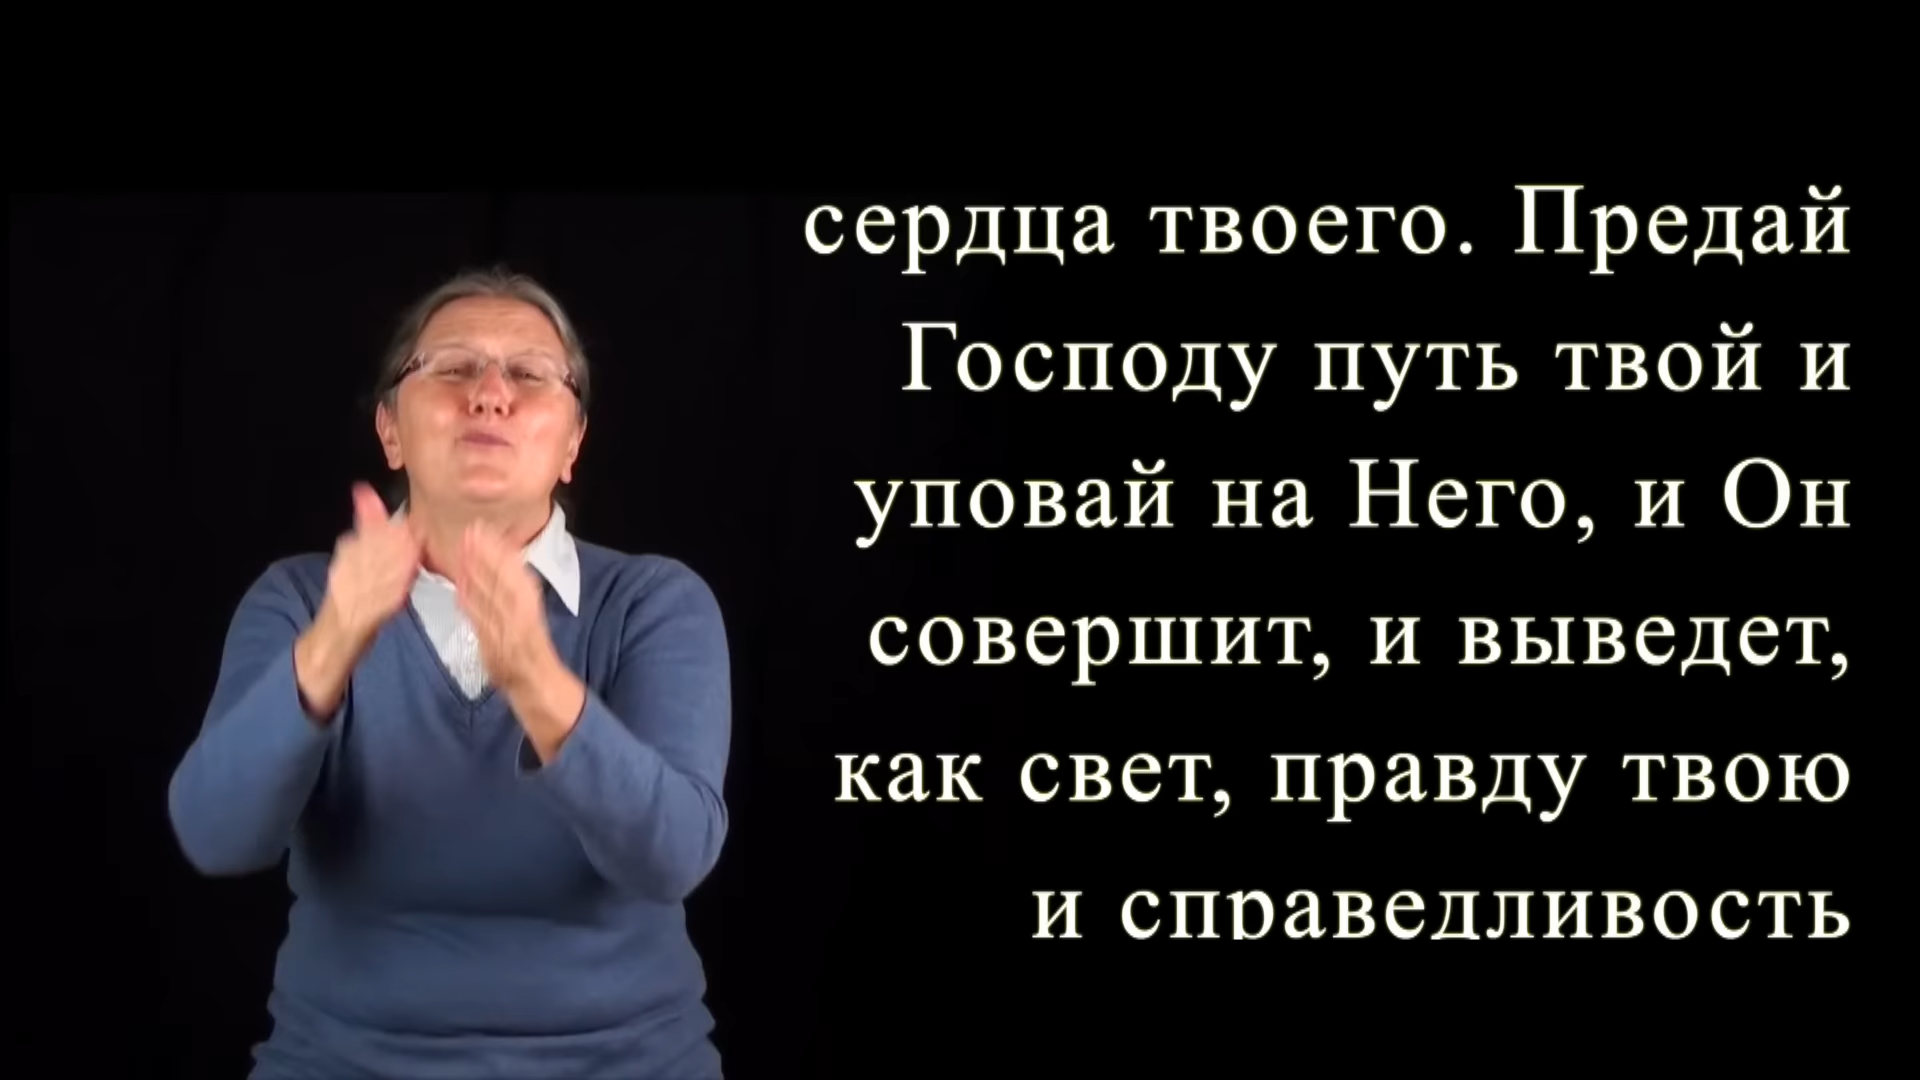 сердца твоего. Предай
Господу путь твой и
уповай на Него, и Он
совершит, и выведет,
как свет, правду твою
и справедливость